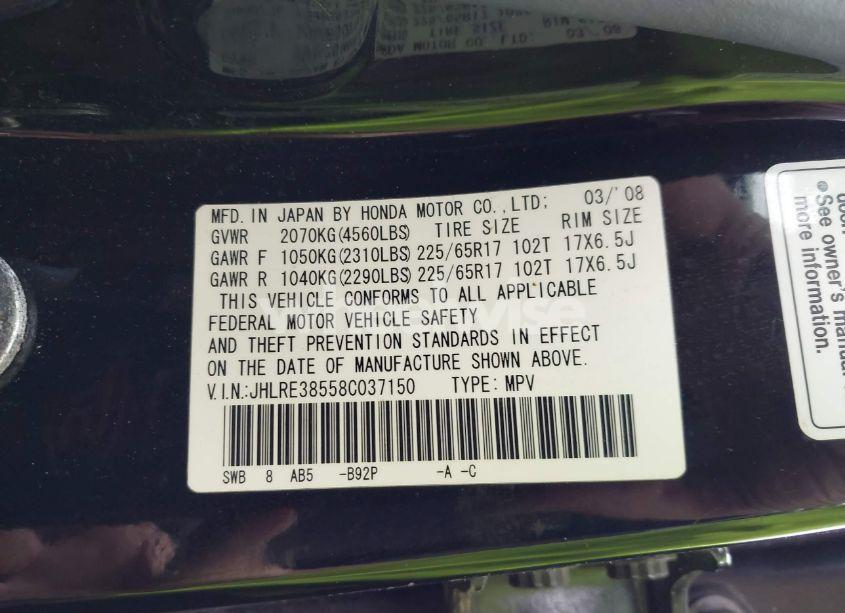 MFD. IN JAPAN BY HONDA MOTOR CO.,LTD: 03/'08
GVWR 2070KG(4560LBS) TIRE SIZE RIM SIZE
GAWR F 1050KG(2310LBS) 225/65R17 102T 17X6.5J
GAWR R 1040KG(2290LBS) 225/65R17 102T 17X6.5J
THIS VEHICLE CONFORMS TO ALL APPLICABLE
FEDERAL MOTOR VEHICLE SAFETY
AND THEFT PREVENTION STANDARDS IN EFFECT
ON THE DATE OF MANUFACTURE SHOWN ABOVE.
V.I.N.:JHLRE38558C037150 TYPE: MPV
SWB 8 AB5 -B92P -A -C
door.
See owner's manual
more information.